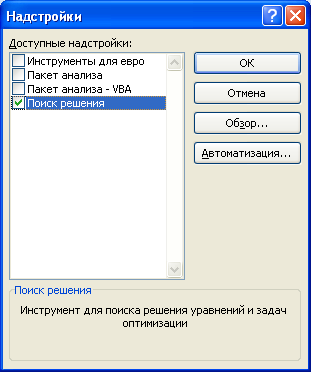 Надстройки
Доступные надстройки:
Инструменты для евро
Пакет анализа
Пакет анализа - VBA
Поиск решения
ОК
Отмена
Обзор...
Автоматизация...
Поиск решения
Инструмент для поиска решения уравнений и задач
оптимизации